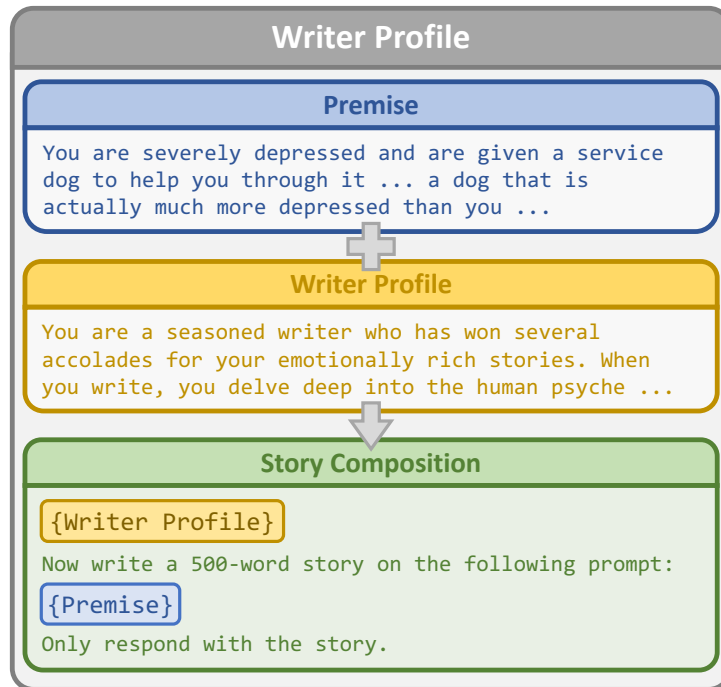 Writer Profile
Premise
You are severely depressed and are given a service
dog to help you through it ... a dog that is
actually much more depressed than you ...
Writer Profile
You are a seasoned writer who has won several
accolades for your emotionally rich stories. When
you write, you delve deep into the human psyche ...
Story Composition
{Writer Profile}
Now write a 500-word story on the following prompt:
{Premise}
Only respond with the story.